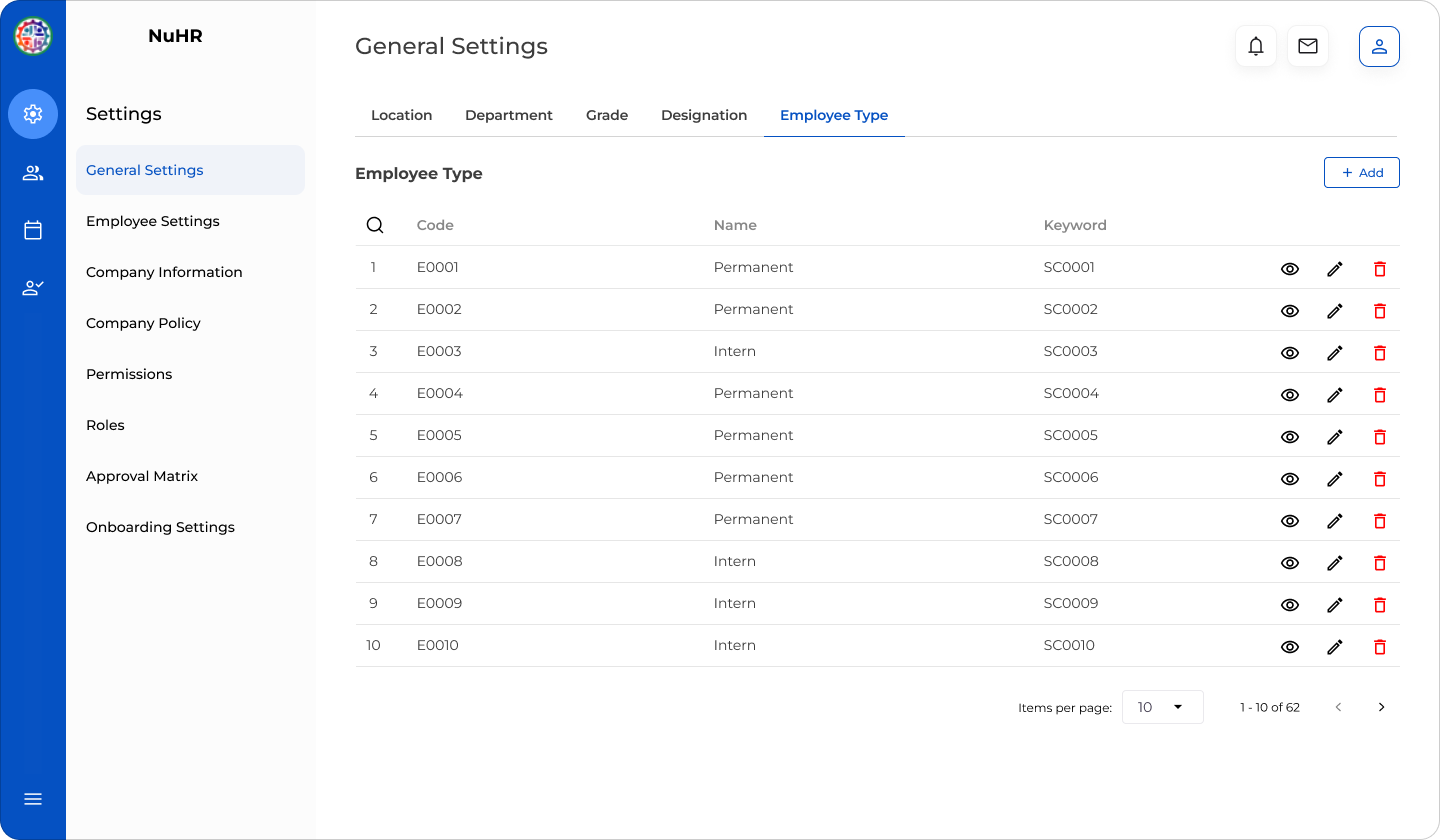 NuHR
Settings
General Settings
Employee Settings
Company Information
Company Policy
Permissions
Roles
Approval Matrix
Onboarding Settings
General Settings
Location Department Grade Designation Employee Type
Employee Type
+ Add
Code Name Keyword
1 E0001 Permanent SC0001
2 E0002 Permanent SC0002
3 E0003 Intern SC0003
4 E0004 Permanent SC0004
5 E0005 Permanent SC0005
6 E0006 Permanent SC0006
7 E0007 Permanent SC0007
8 E0008 Intern SC0008
9 E0009 Intern SC0009
10 E0010 Intern SC0010
Items per page: 10 1 - 10 of 62